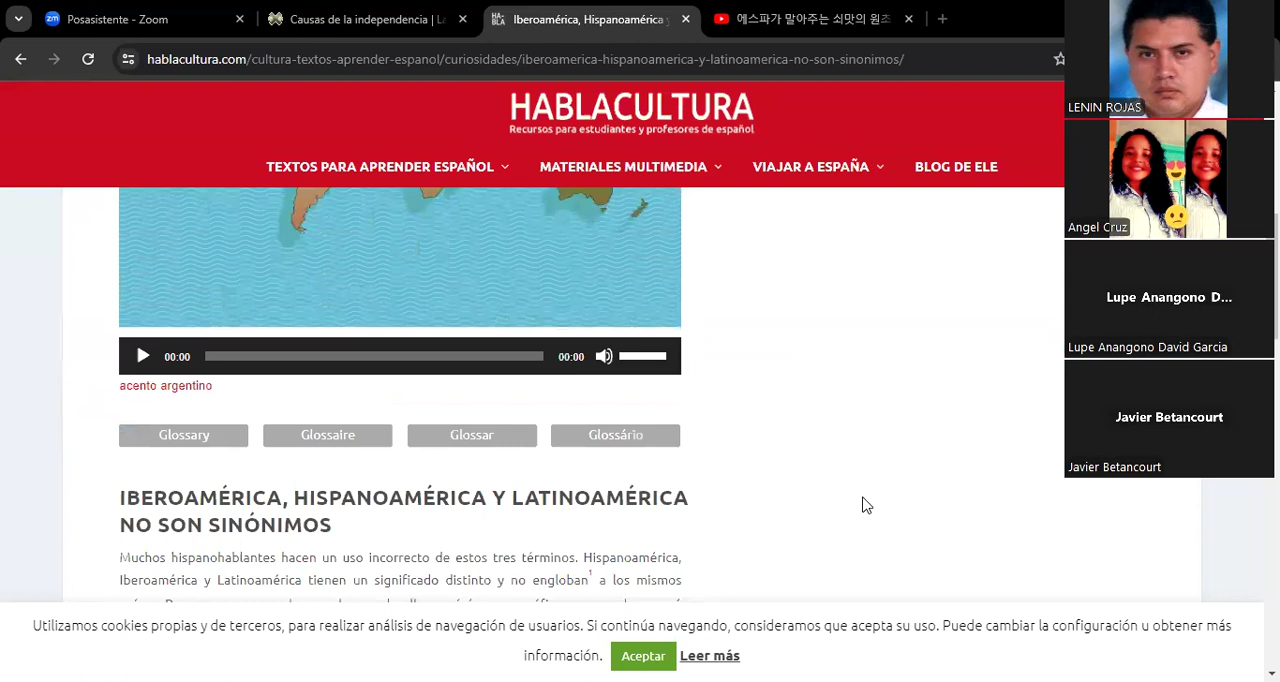 Posasistente - Zoom
Causas de la independencia | L
Iberoamérica, Hispanoamérica y
에스파가 말아주는 쇠맛의 원조
hablacultura.com/cultura-textos-aprender-espanol/curiosidades/iberoamerica-hispanoamerica-y-latinoamerica-no-son-sinonimos/
HABLACULTURA
Recursos para estudiantes y profesores de español
TEXTOS PARA APRENDER ESPAÑOL
MATERIALES MULTIMEDIA
VIAJAR A ESPAÑA
BLOG DE ELE
LENIN ROJAS
Angel Cruz
Lupe Anangono D...
Lupe Anangono David Garcia
Javier Betancourt
Javier Betancourt
00:00
00:00
acento argentino
Glossary
Glossaire
Glossar
Glossário
IBEROAMÉRICA, HISPANOAMÉRICA Y LATINOAMÉRICA
NO SON SINÓNIMOS
Muchos hispanohablantes hacen un uso incorrecto de estos tres términos. Hispanoamérica,
Iberoamérica y Latinoamérica tienen un significado distinto y no engloban1 a los mismos
Utilizamos cookies propias y de terceros, para realizar análisis de navegación de usuarios. Si continúa navegando, consideramos que acepta su uso. Puede cambiar la configuración u obtener más
información.
Aceptar
Leer más